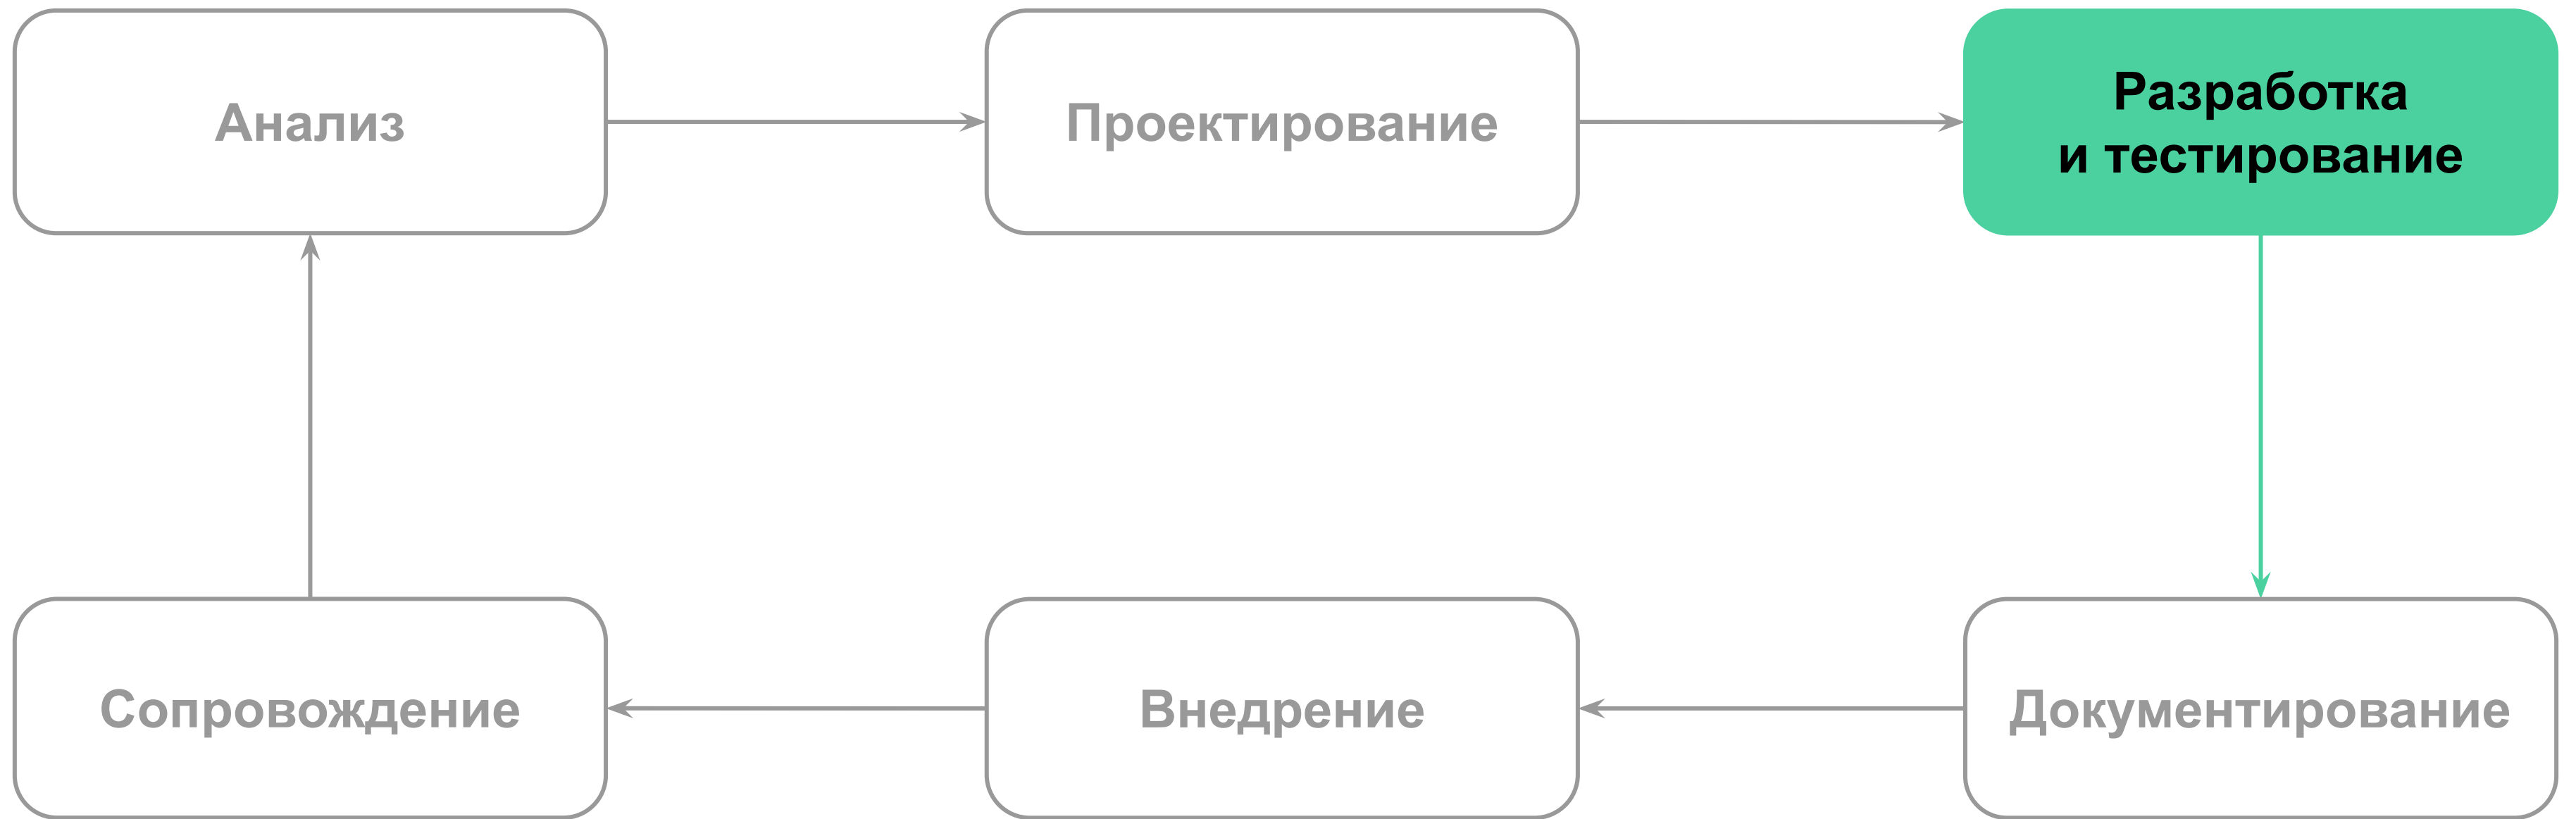 Анализ
Проектирование
Разработка
и тестирование
Сопровождение
Внедрение
Документирование